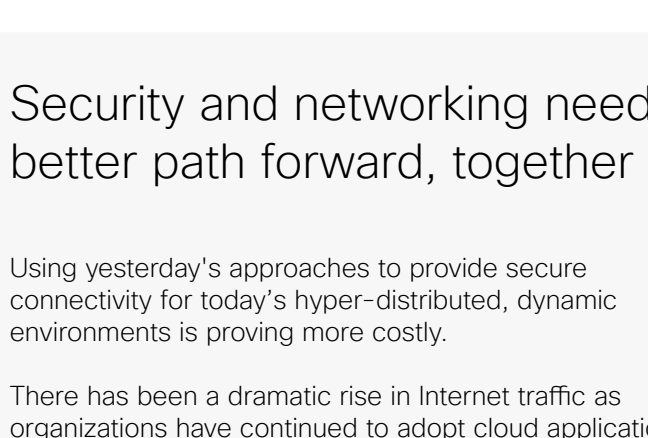 Security and networking need
better path forward, together
Using yesterday's approaches to provide secure
connectivity for today’s hyper-distributed, dynamic
environments is proving more costly.
There has been a dramatic rise in Internet traffic as
organizations have continued to adopt cloud